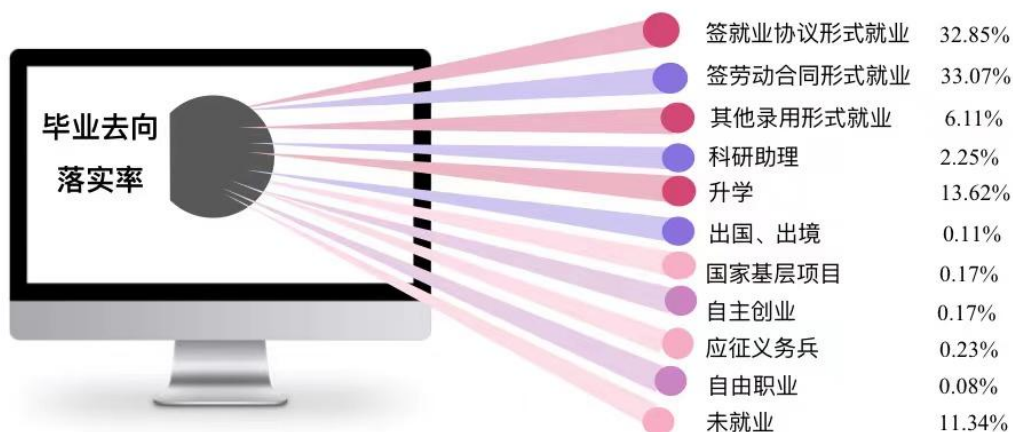 毕业去向
落实率
签就业协议形式就业 32.85%
签劳动合同形式就业 33.07%
其他录用形式就业 6.11%
科研助理 2.25%
升学 13.62%
出国、出境 0.11%
国家基层项目 0.17%
自主创业 0.17%
应征义务兵 0.23%
自由职业 0.08%
未就业 11.34%